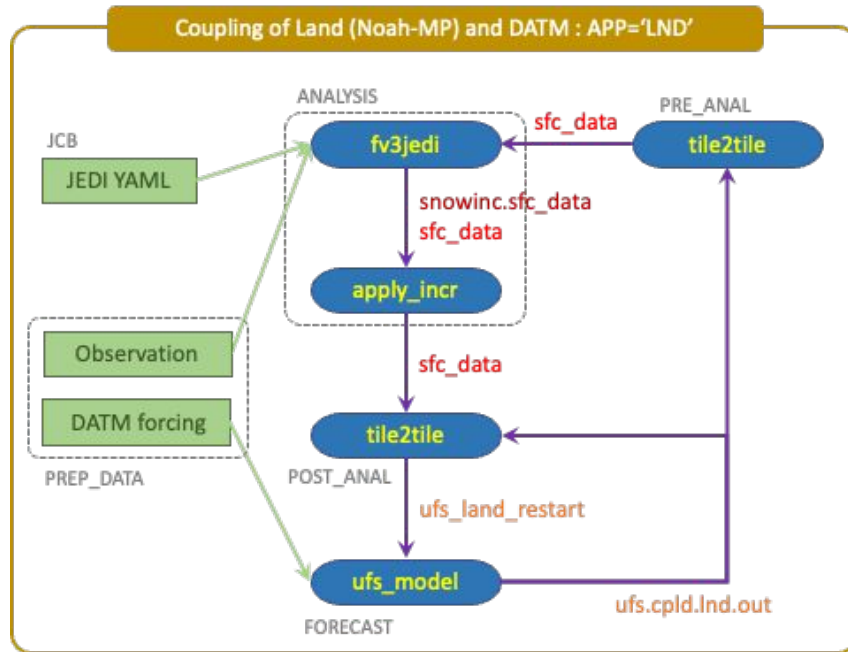 Coupling of Land (Noah-MP) and DATM : APP='LND'
ANALYSIS
PRE_ANAL
JCB
fv3jedi
sfc_data
tile2tile
JEDI YAML
snowinc.sfc_data
sfc_data
apply_incr
Observation
sfc_data
DATM forcing
tile2tile
PREP_DATA
POST_ANAL
ufs_land_restart
ufs_model
ufs.cpld.lnd.out
FORECAST